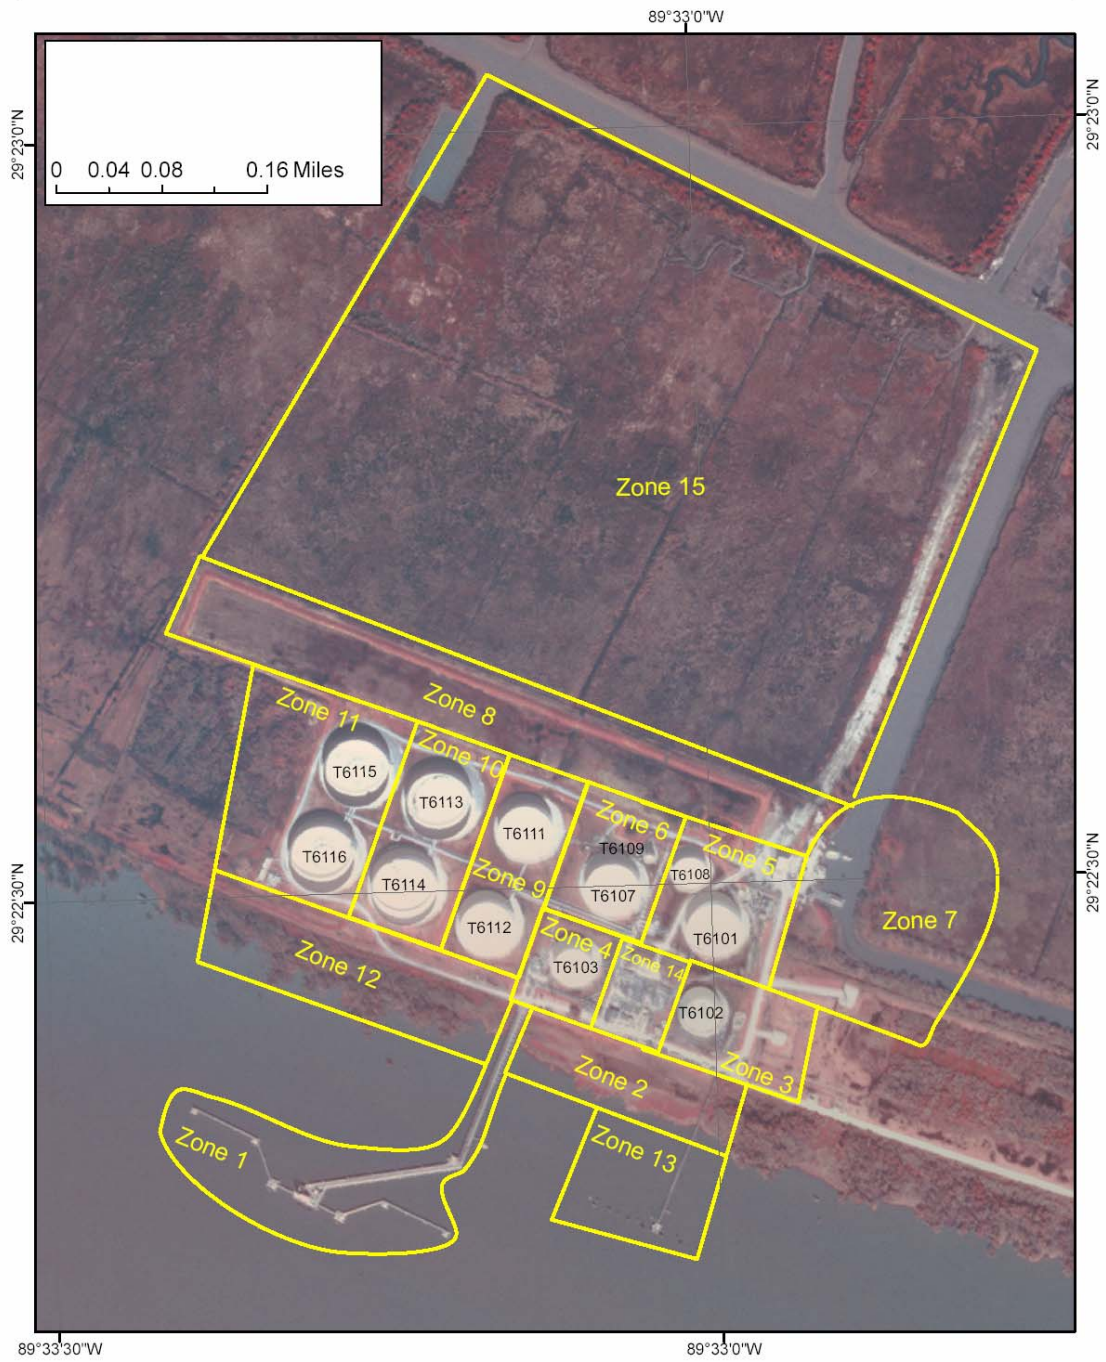 89°33'0"W
29°23'0"N
29°23'0"N
0 0.04 0.08 0.16 Miles
Zone 15
Zone 8
Zone 11
Zone 10
T6115
T6113
T6111
Zone 6
T6109
Zone 5
T6116
T6114
Zone 9
T6107
T6108
29°22'30"N
29°22'30"N
T6112
Zone 4
T6101
Zone 7
Zone 12
T6103
Zone 14
T6102
Zone 2
Zone 3
Zone 1
Zone 13
89°33'30"W
89°33'0"W